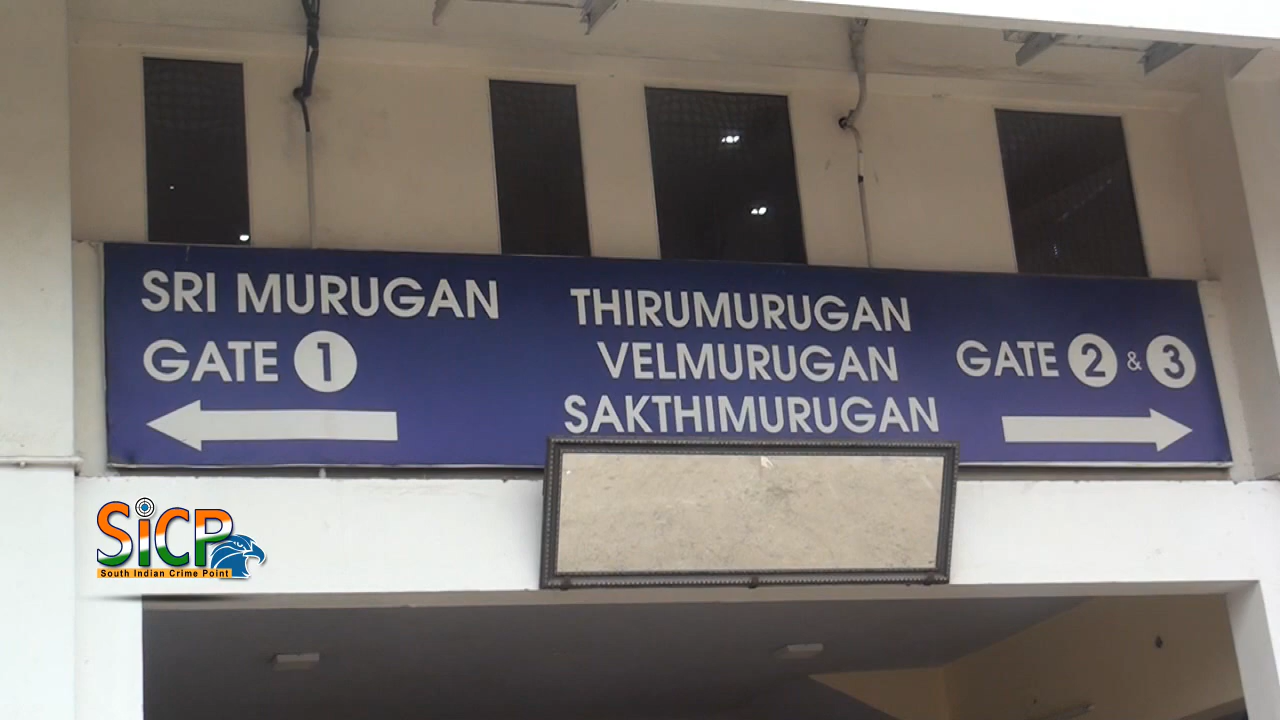 SRI MURUGAN
GATE 1
THIRUMURUGAN
VELMURUGAN
SAKTHIMURUGAN
GATE 2 & 3
SiCP
South Indian Crime Point